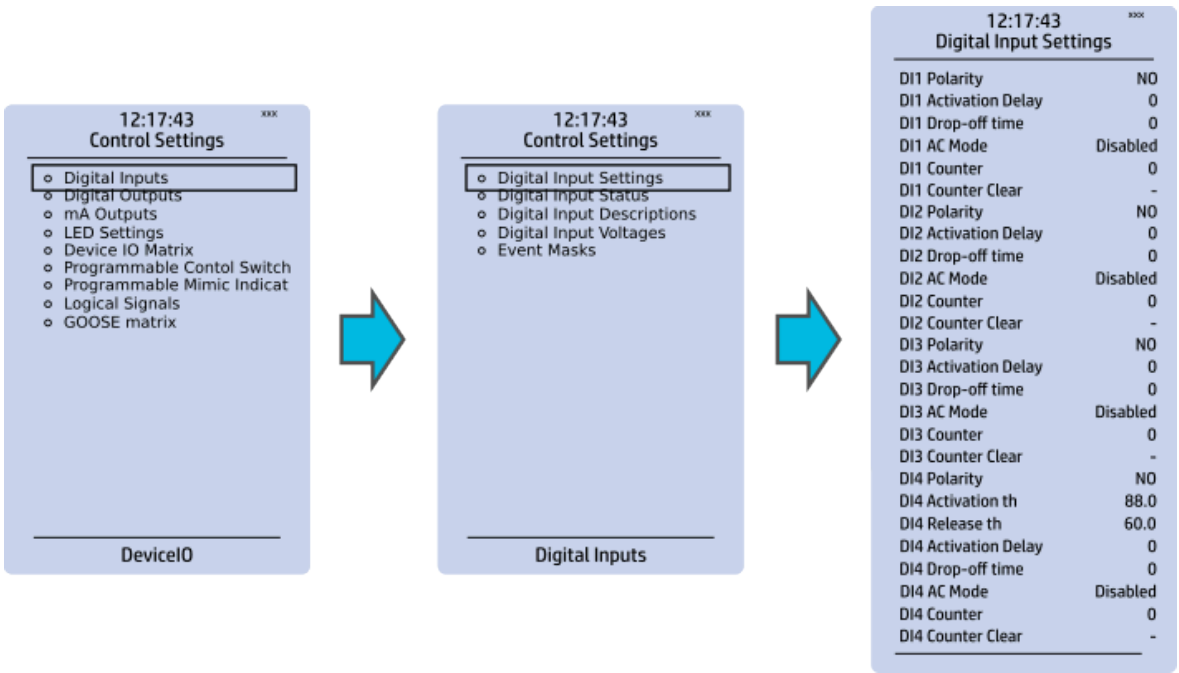 12:17:43 xxx
Control Settings
Digital Inputs
Digital Outputs
mA Outputs
LED Settings
Device IO Matrix
Programmable Contol Switch
Programmable Mimic Indicat
Logical Signals
GOOSE matrix
DeviceIO
12:17:43 xxx
Control Settings
Digital Input Settings
Digital Input Status
Digital Input Descriptions
Digital Input Voltages
Event Masks
Digital Inputs
12:17:43 xxx
Digital Input Settings
DI1 Polarity NO
DI1 Activation Delay 0
DI1 Drop-off time 0
DI1 AC Mode Disabled
DI1 Counter 0
DI1 Counter Clear -
DI2 Polarity NO
DI2 Activation Delay 0
DI2 Drop-off time 0
DI2 AC Mode Disabled
DI2 Counter 0
DI2 Counter Clear -
DI3 Polarity NO
DI3 Activation Delay 0
DI3 Drop-off time 0
DI3 AC Mode Disabled
DI3 Counter 0
DI3 Counter Clear -
DI4 Polarity NO
DI4 Activation th 88.0
DI4 Release th 60.0
DI4 Activation Delay 0
DI4 Drop-off time 0
DI4 AC Mode Disabled
DI4 Counter 0
DI4 Counter Clear -